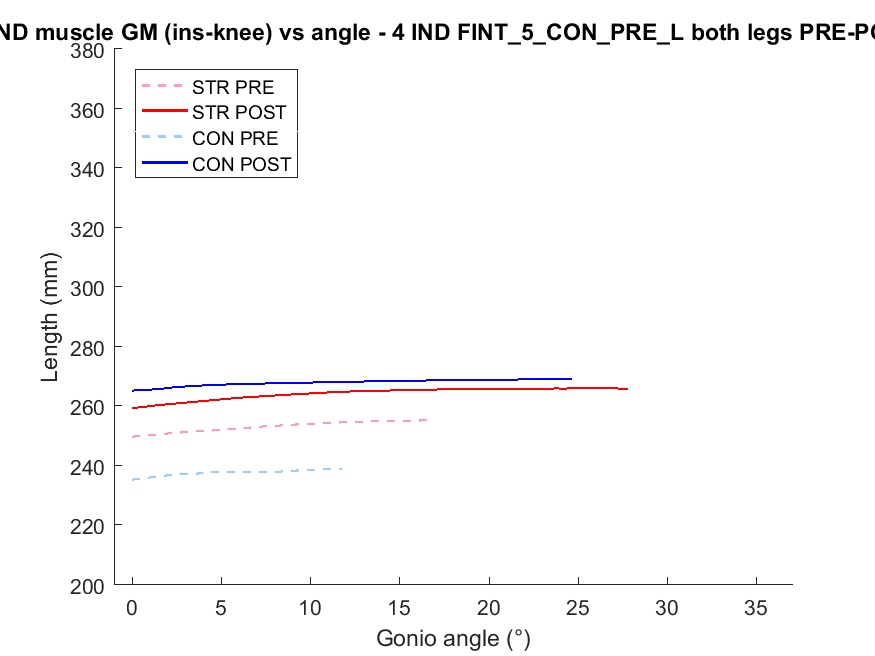 ND muscle GM (ins-knee) vs angle - 4 IND FINT_5_CON_PRE_L both legs PRE-PO
380
360
340
320
300
280
260
240
220
200
Length (mm)
STR PRE
STR POST
CON PRE
CON POST
0 5 10 15 20 25 30 35
Gonio angle (°)